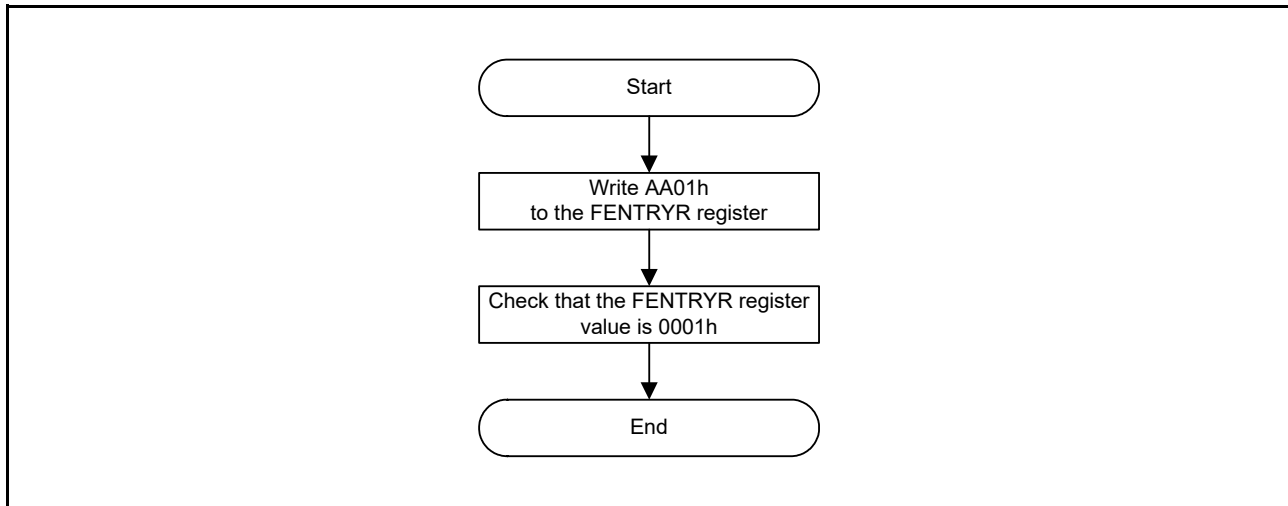 Start
Write AA01h
to the FENTRYR register
Check that the FENTRYR register
value is 0001h
End